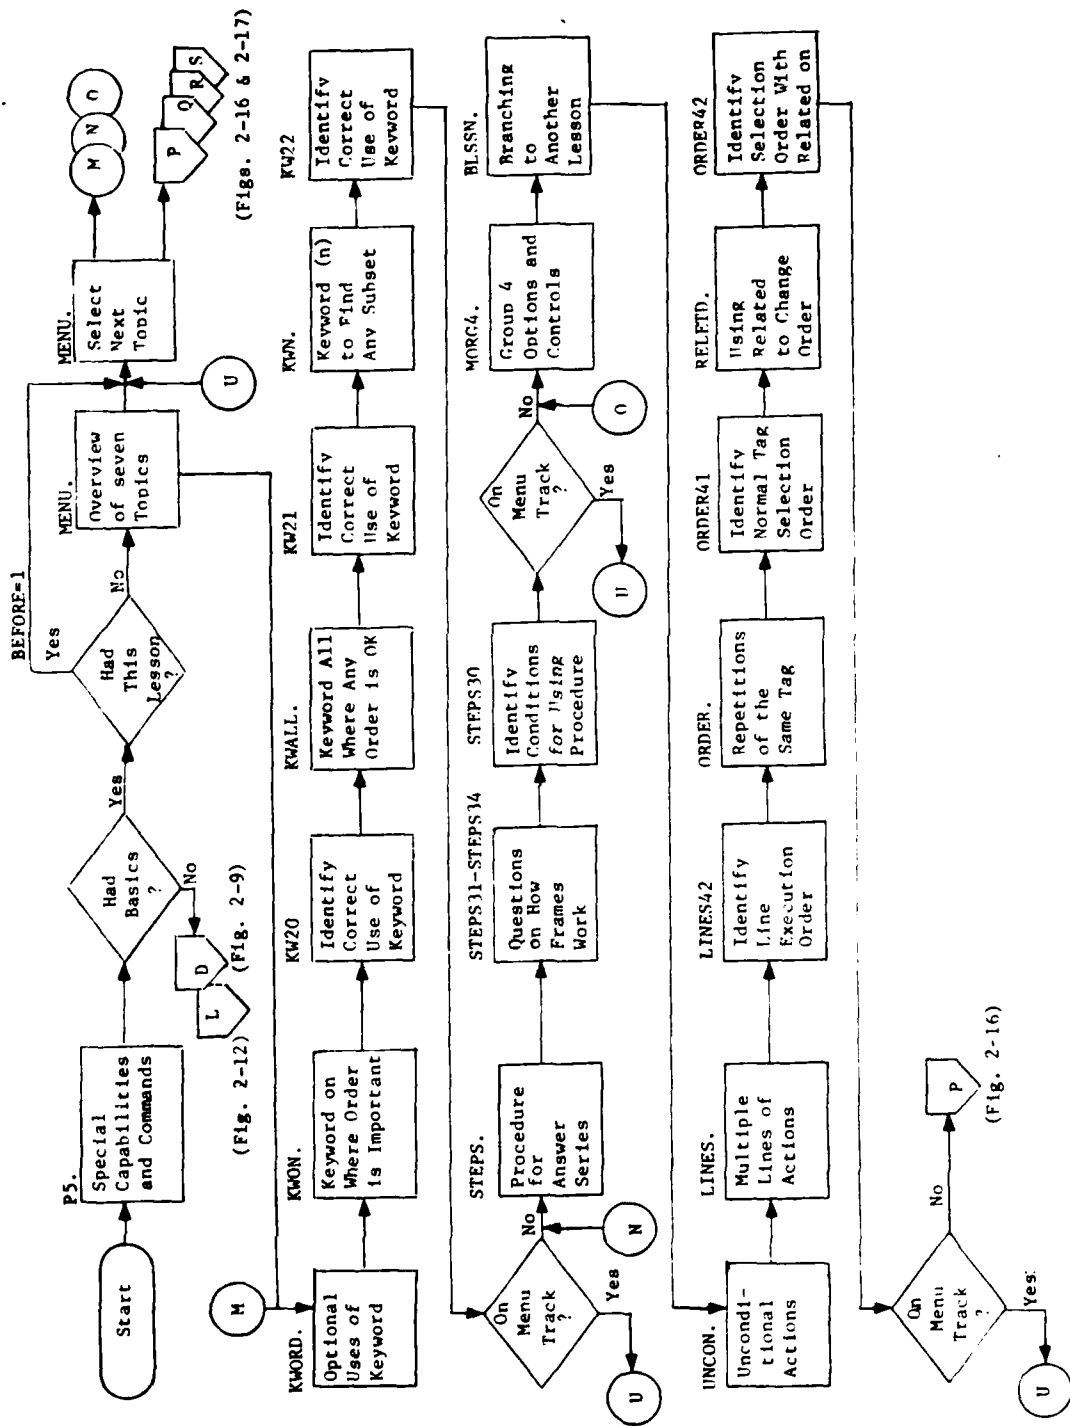 Start
P5.
Special
Capabilities
and Commands
Had
Basics
?
Yes
No
D
L
(Fig. 2-9)
(Fig. 2-12)
Had
This
Lesson
?
BEFORE=1
Yes
No
MENU.
Overview
of seven
Topics
U
MENU.
Select
Next
Topic
M
N
O
P
Q
R
S
(Figs. 2-16 & 2-17)
M
KWORD.
Optional
Uses of
Keyword
KWON.
Keyword on
Where Order
is Important
KW20
Identify
Correct
Use of
Keyword
KWALL.
Keyword All
Where Any
Order is OK
KW21
Identify
Correct
Use of
Keyword
KWN.
Keyword (n)
to Find
Any Subset
KW22
Identify
Correct
Use of
Keyword
On
Menu
Track
?
No
Yes
U
N
STEPS.
Procedure
for
Answer
Series
STEPS31-STEPS34
Questions
on How
Frames
Work
STEPS30
Identify
Conditions
for Using
Procedure
On
Menu
Track
?
No
Yes
U
O
MORG4.
Group 4
Options and
Controls
BLSSN.
Branching
to
Another
Lesson
UNCON.
Uncondi-
tional
Actions
LINES.
Multiple
Lines of
Actions
LINES42
Identify
Line
Execution
Order
ORDER.
Repetitions
of the
Same Tag
ORDER41
Identify
Normal Tag
Selection
Order
RELETD.
Using
Related
to Change
Order
ORDER42
Identify
Selection
Order With
Related on
On
Menu
Track
?
No
Yes
U
P
(Fig. 2-16)